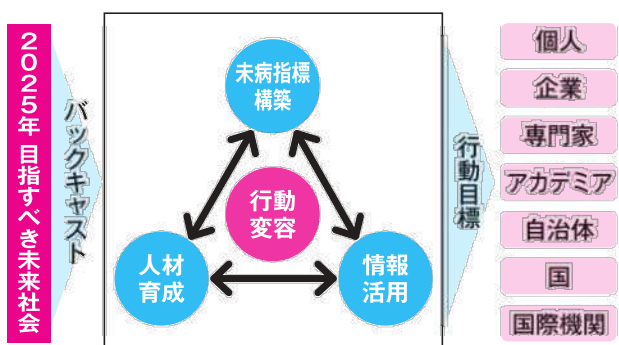 2025年 目指すべき未来社会
バックキャスト
未病指標
構築
行動
変容
人材
育成
情報
活用
行動目標
個人
企業
専門家
アカデミア
自治体
国
国際機関